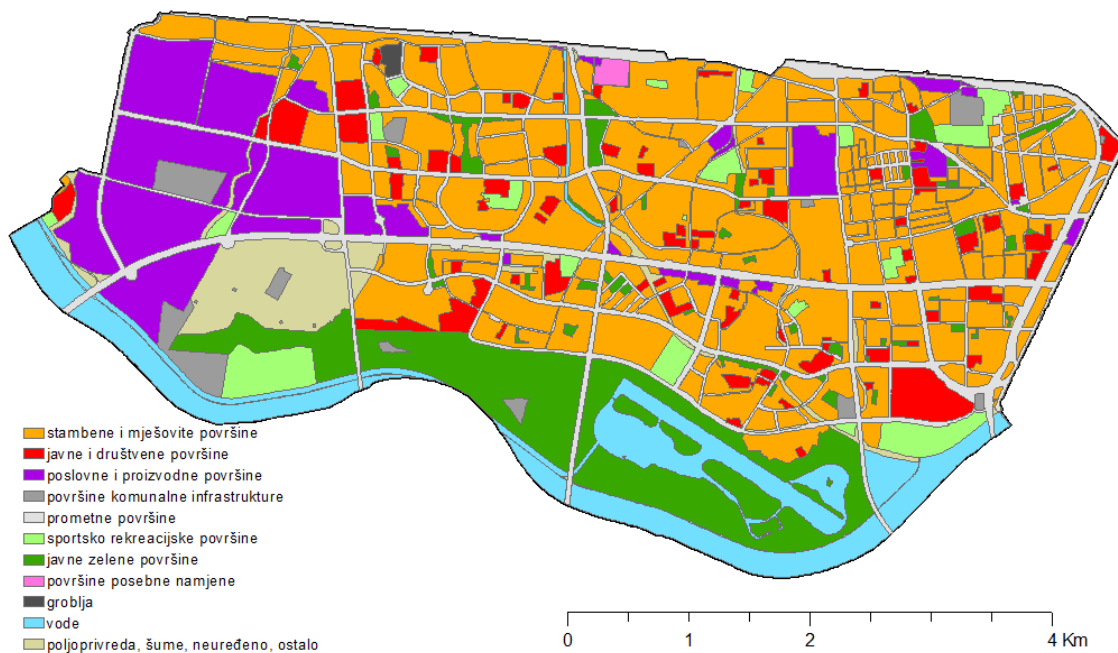 stambene i mješovite površine
javne i društvene površine
poslovne i proizvodne površine
površine komunalne infrastrukture
prometne površine
sportsko rekreacijske površine
javne zelene površine
površine posebne namjene
groblja
vode
poljoprivreda, šume, neuređeno, ostalo
0 1 2 4 Km